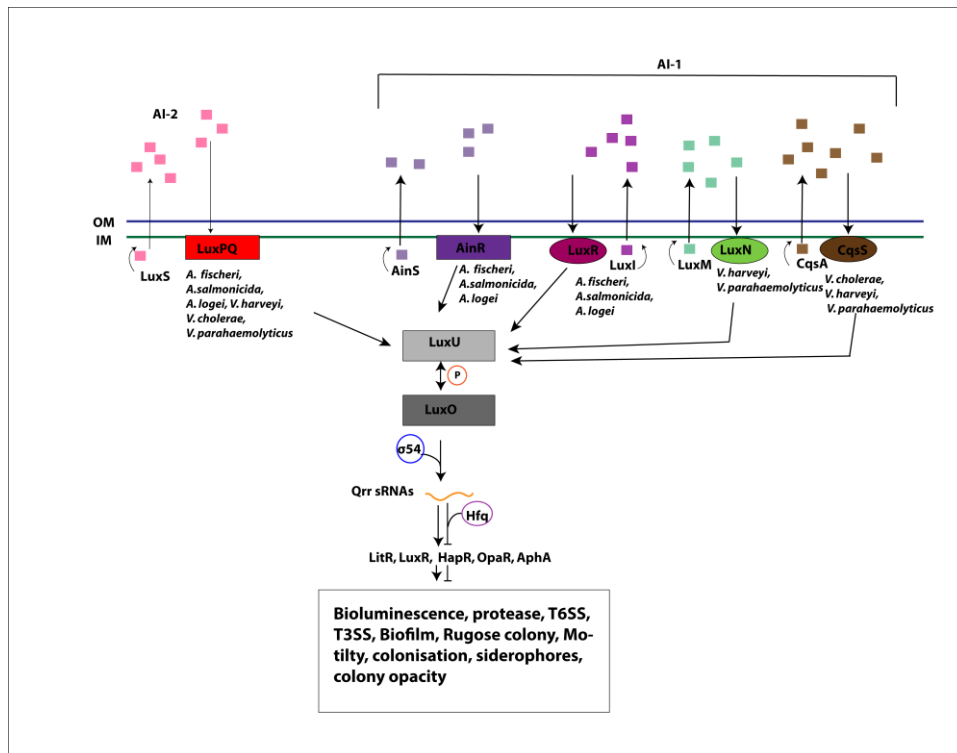 AI-1
AI-2
OM
IM
LuxPQ
AinR
LuxR
LuxN
CqsS
LuxS
AinS
LuxI
LuxM
CqsA
A. fischeri,
A.salmonicida,
A. logei, V. harveyi,
V. cholerae,
V. parahaemolyticus
A. fischeri,
A.salmonicida,
A. logei
A. fischeri,
A.salmonicida,
A. logei
V. harveyi,
V. parahaemolyticus
V. cholerae,
V. harveyi,
V. parahaemolyticus
LuxU
P
LuxO
σ54
Qrr sRNAs
Hfq
LitR, LuxR, HapR, OpaR, AphA
Bioluminescence, protease, T6SS,
T3SS, Biofilm, Rugose colony, Mo-
tilty, colonisation, siderophores,
colony opacity